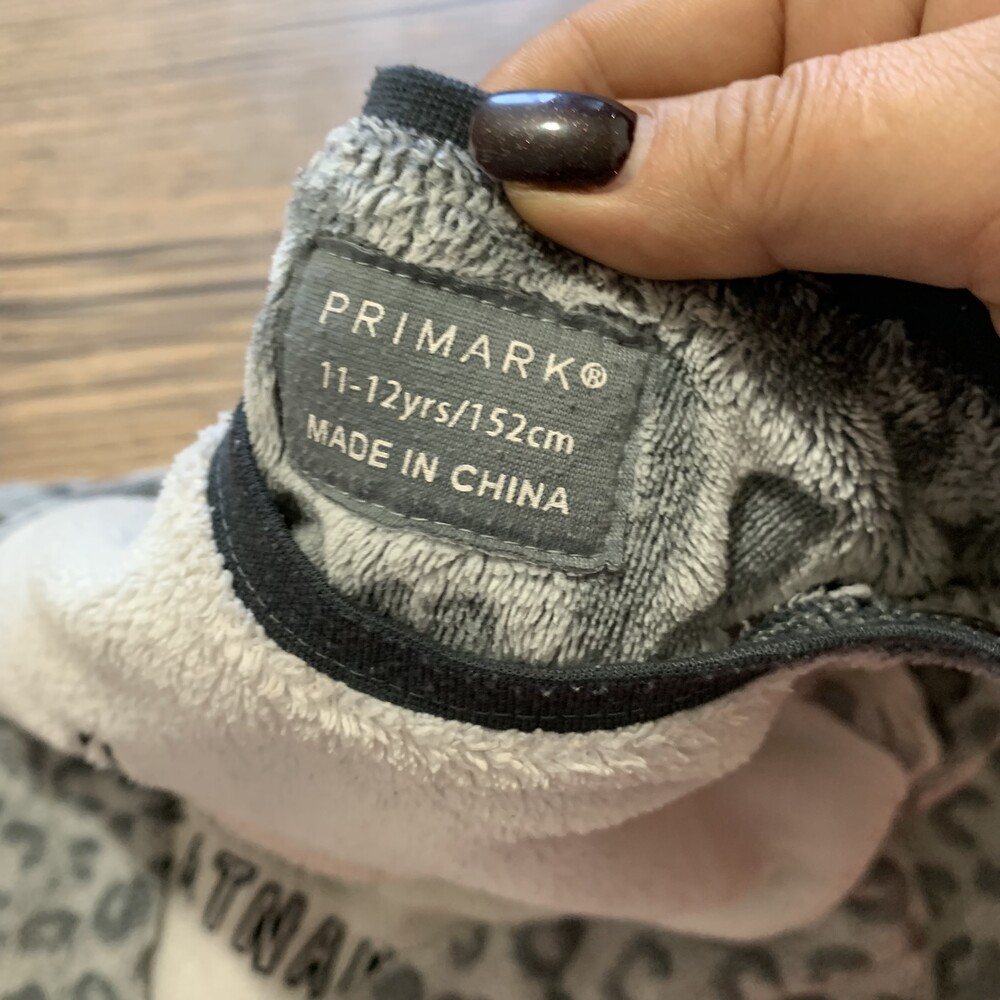 PRIMARK®
11-12yrs/152cm
MADE IN CHINA